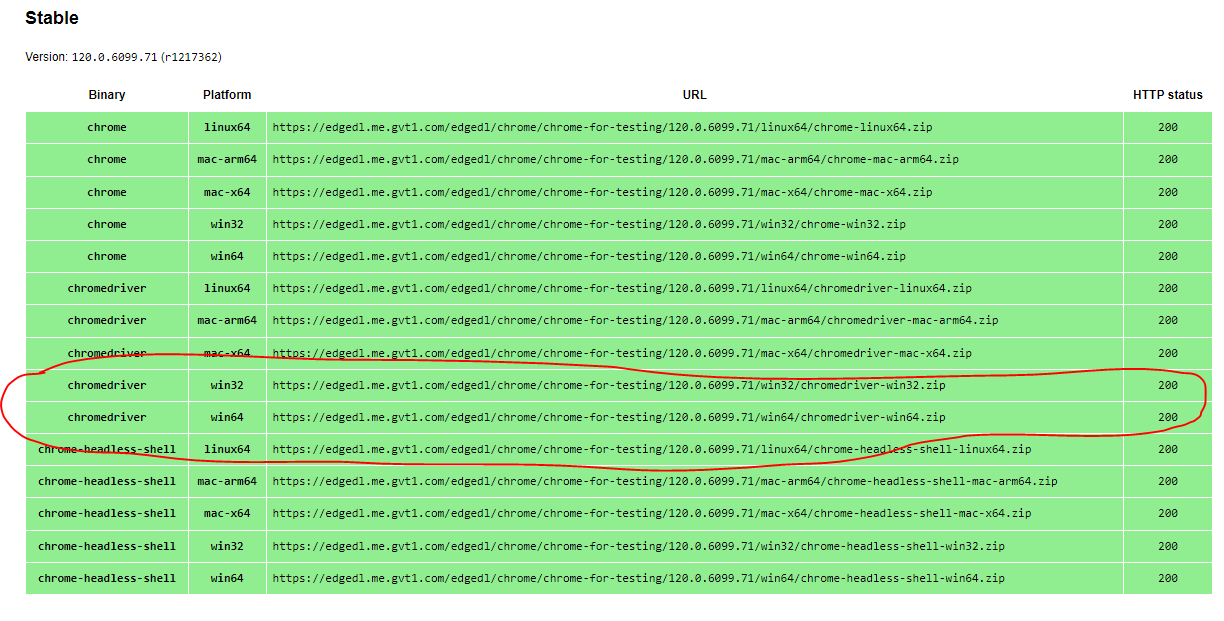 Stable
Version: 120.0.6099.71 (r1217362)
Binary Platform URL HTTP status
chrome linux64 https://edgedl.me.gvt1.com/edgedl/chrome/chrome-for-testing/120.0.6099.71/linux64/chrome-linux64.zip 200
chrome mac-arm64 https://edgedl.me.gvt1.com/edgedl/chrome/chrome-for-testing/120.0.6099.71/mac-arm64/chrome-mac-arm64.zip 200
chrome mac-x64 https://edgedl.me.gvt1.com/edgedl/chrome/chrome-for-testing/120.0.6099.71/mac-x64/chrome-mac-x64.zip 200
chrome win32 https://edgedl.me.gvt1.com/edgedl/chrome/chrome-for-testing/120.0.6099.71/win32/chrome-win32.zip 200
chrome win64 https://edgedl.me.gvt1.com/edgedl/chrome/chrome-for-testing/120.0.6099.71/win64/chrome-win64.zip 200
chromedriver linux64 https://edgedl.me.gvt1.com/edgedl/chrome/chrome-for-testing/120.0.6099.71/linux64/chromedriver-linux64.zip 200
chromedriver mac-arm64 https://edgedl.me.gvt1.com/edgedl/chrome/chrome-for-testing/120.0.6099.71/mac-arm64/chromedriver-mac-arm64.zip 200
chromedriver mac-x64 https://edgedl.me.gvt1.com/edgedl/chrome/chrome-for-testing/120.0.6099.71/mac-x64/chromedriver-mac-x64.zip 200
chromedriver win32 https://edgedl.me.gvt1.com/edgedl/chrome/chrome-for-testing/120.0.6099.71/win32/chromedriver-win32.zip 200
chromedriver win64 https://edgedl.me.gvt1.com/edgedl/chrome/chrome-for-testing/120.0.6099.71/win64/chromedriver-win64.zip 200
chrome-headless-shell linux64 https://edgedl.me.gvt1.com/edgedl/chrome/chrome-for-testing/120.0.6099.71/linux64/chrome-headless-shell-linux64.zip 200
chrome-headless-shell mac-arm64 https://edgedl.me.gvt1.com/edgedl/chrome/chrome-for-testing/120.0.6099.71/mac-arm64/chrome-headless-shell-mac-arm64.zip 200
chrome-headless-shell mac-x64 https://edgedl.me.gvt1.com/edgedl/chrome/chrome-for-testing/120.0.6099.71/mac-x64/chrome-headless-shell-mac-x64.zip 200
chrome-headless-shell win32 https://edgedl.me.gvt1.com/edgedl/chrome/chrome-for-testing/120.0.6099.71/win32/chrome-headless-shell-win32.zip 200
chrome-headless-shell win64 https://edgedl.me.gvt1.com/edgedl/chrome/chrome-for-testing/120.0.6099.71/win64/chrome-headless-shell-win64.zip 200